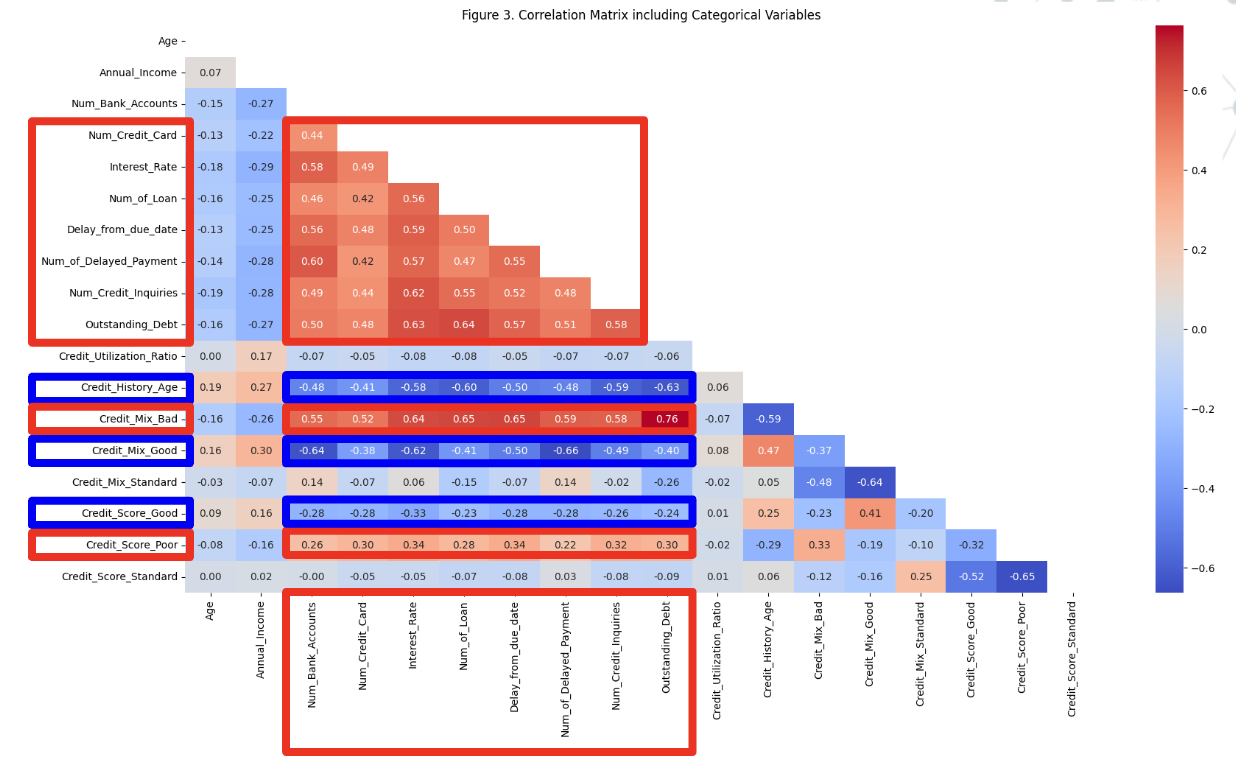 Figure 3. Correlation Matrix including Categorical Variables
Age
Annual_Income 0.07
Num_Bank_Accounts -0.15 -0.27
Num_Credit_Card -0.13 -0.22 0.44
Interest_Rate -0.18 -0.29 0.58 0.49
Num_of_Loan -0.16 -0.25 0.46 0.42 0.56
Delay_from_due_date -0.13 -0.25 0.56 0.48 0.59 0.50
Num_of_Delayed_Payment -0.14 -0.28 0.60 0.42 0.57 0.47 0.55
Num_Credit_Inquiries -0.19 -0.28 0.49 0.44 0.62 0.55 0.52 0.48
Outstanding_Debt -0.16 -0.27 0.50 0.48 0.63 0.64 0.57 0.51 0.58
Credit_Utilization_Ratio 0.00 0.17 -0.07 -0.05 -0.08 -0.08 -0.05 -0.07 -0.07 -0.06
Credit_History_Age 0.19 0.27 -0.48 -0.41 -0.58 -0.60 -0.50 -0.48 -0.59 -0.63 0.06
Credit_Mix_Bad -0.16 -0.26 0.55 0.52 0.64 0.65 0.65 0.59 0.58 0.76 -0.07 -0.59
Credit_Mix_Good 0.16 0.30 -0.64 -0.38 -0.62 -0.41 -0.50 -0.66 -0.49 -0.40 0.08 0.47 -0.37
Credit_Mix_Standard -0.03 -0.07 0.14 -0.07 0.06 -0.15 -0.07 0.14 -0.02 -0.26 -0.02 0.05 -0.48 -0.64
Credit_Score_Good 0.09 0.16 -0.28 -0.28 -0.33 -0.23 -0.28 -0.28 -0.26 -0.24 0.01 0.25 -0.23 0.41 -0.20
Credit_Score_Poor -0.08 -0.16 0.26 0.30 0.34 0.28 0.34 0.22 0.32 0.30 -0.02 -0.29 0.33 -0.19 -0.10 -0.32
Credit_Score_Standard 0.00 0.02 -0.00 -0.05 -0.05 -0.07 -0.08 0.03 -0.08 -0.09 0.01 0.06 -0.12 -0.16 0.25 -0.52 -0.65
Age
Annual_Income
Num_Bank_Accounts
Num_Credit_Card
Interest_Rate
Num_of_Loan
Delay_from_due_date
Num_of_Delayed_Payment
Num_Credit_Inquiries
Outstanding_Debt
Credit_Utilization_Ratio
Credit_History_Age
Credit_Mix_Bad
Credit_Mix_Good
Credit_Mix_Standard
Credit_Score_Good
Credit_Score_Poor
Credit_Score_Standard
0.6
0.4
0.2
0.0
−0.2
−0.4
−0.6